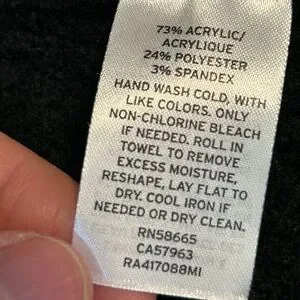 73% ACRYLIC/
ACRYLIQUE
24% POLYESTER
3% SPANDEX
HAND WASH COLD, WITH
LIKE COLORS. ONLY
NON-CHLORINE BLEACH
IF NEEDED. ROLL IN
TOWEL TO REMOVE
EXCESS MOISTURE,
RESHAPE, LAY FLAT TO
DRY. COOL IRON IF
NEEDED OR DRY CLEAN.
RN58665
CA57963
RA417088MI